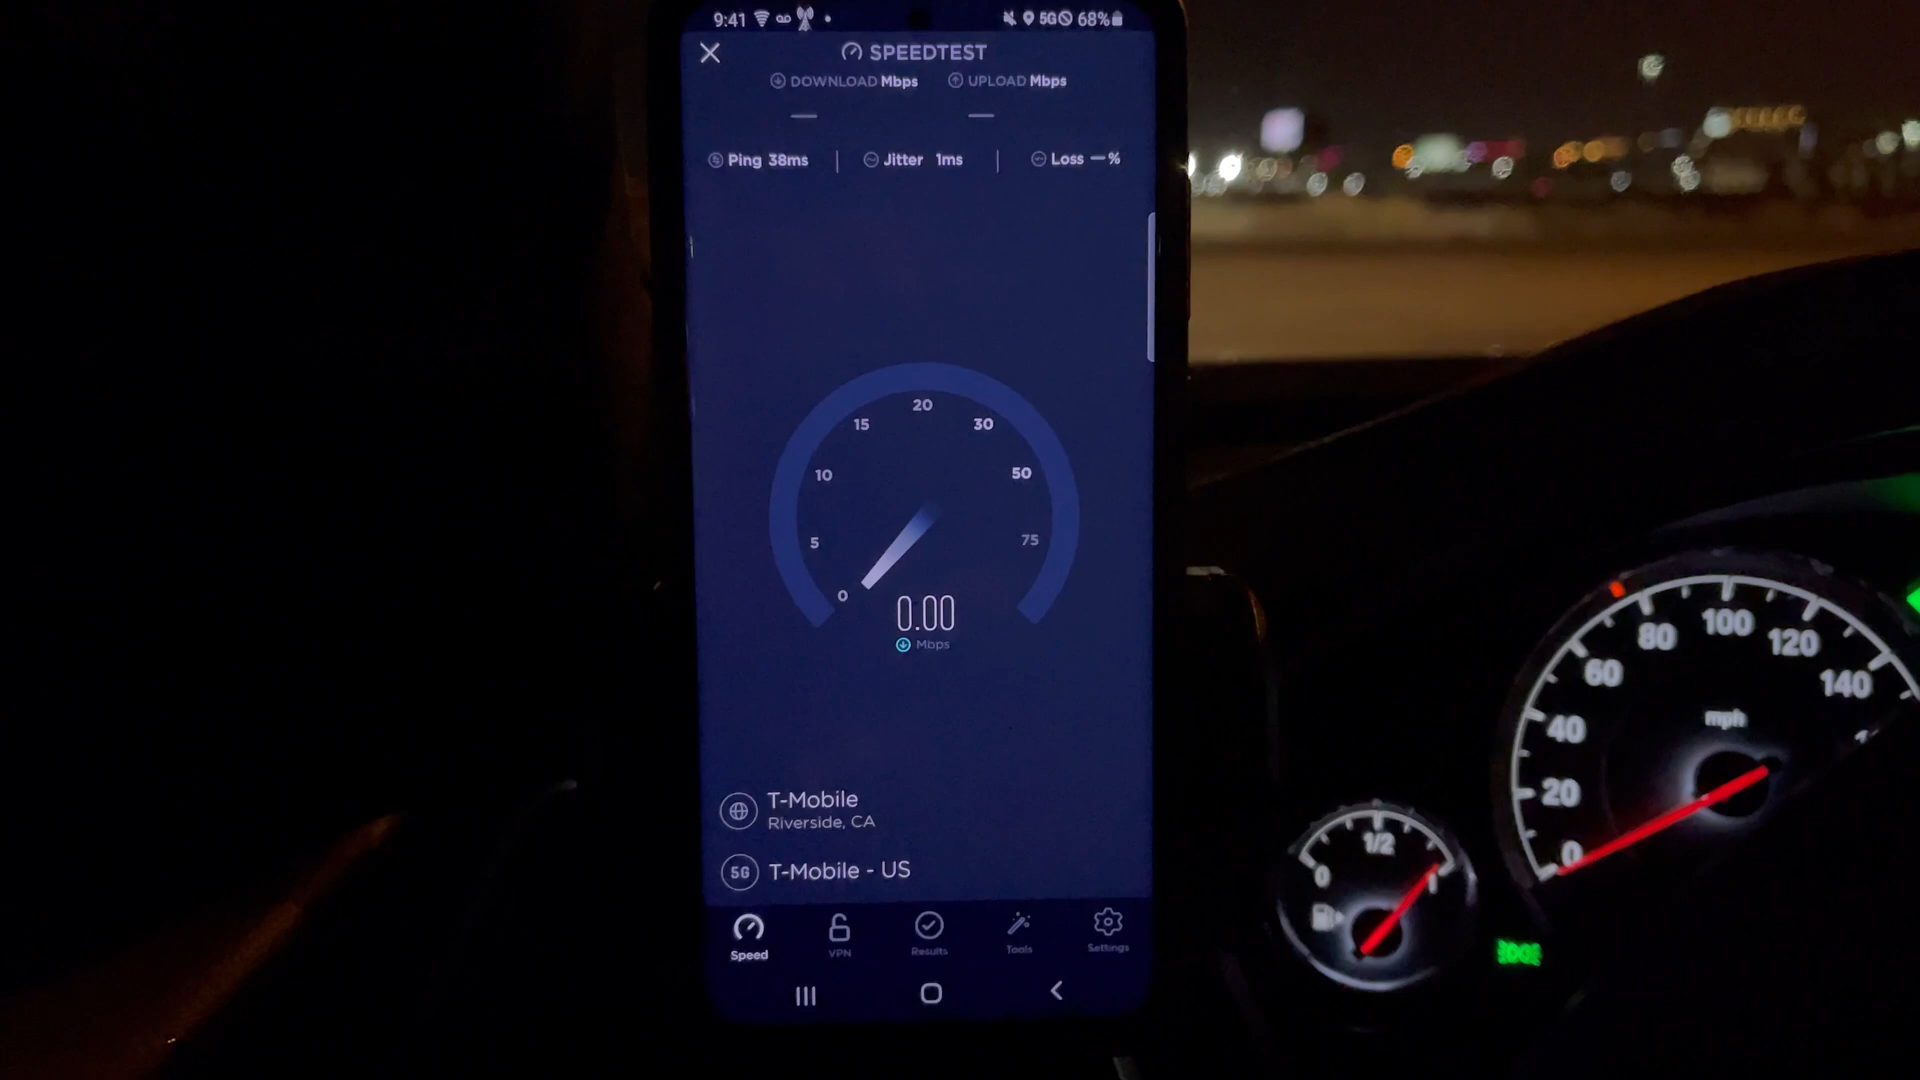 9:41 5G 68%
SPEEDTEST
DOWNLOAD Mbps UPLOAD Mbps
— —
Ping 38ms | Jitter 1ms | Loss —%
20
15 30
10 50
5 75
0
0.00
Mbps
T-Mobile
Riverside, CA
5G T-Mobile - US
Speed VPN Results Tools Settings
0 20 40 60 80 100 120 140
mph
0 1/2 1